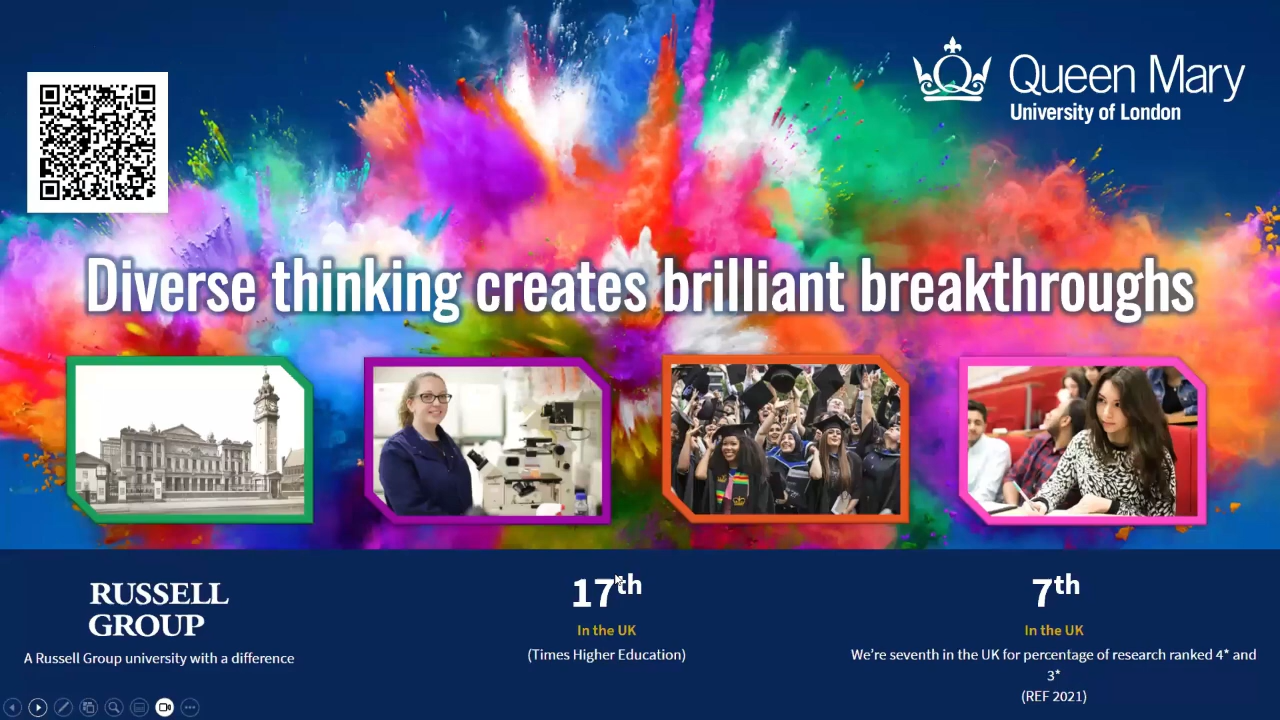 Queen Mary
University of London
Diverse thinking creates brilliant breakthroughs
RUSSELL
GROUP
A Russell Group university with a difference
17th
In the UK
(Times Higher Education)
7th
In the UK
We're seventh in the UK for percentage of research ranked 4* and
3*
(REF 2021)